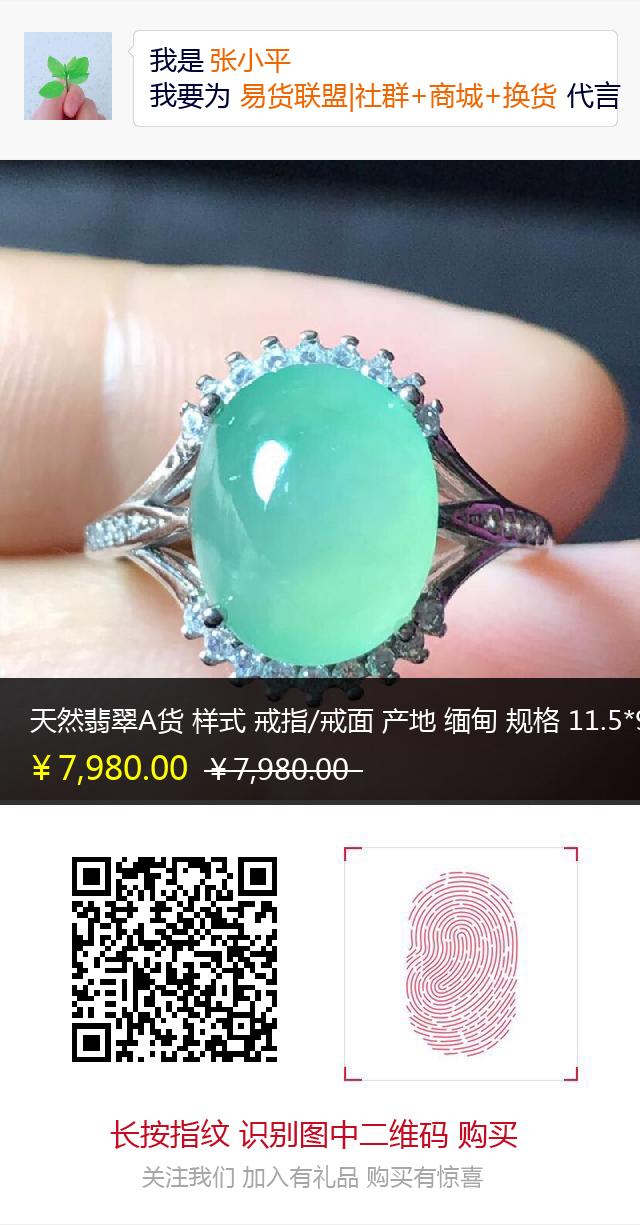 我是 张小平
我要为 易货联盟|社群+商城+换货 代言
天然翡翠A货 样式 戒指/戒面 产地 缅甸 规格 11.5*9
￥7,980.00 ￥7,980.00
长按指纹 识别图中二维码 购买
关注我们 加入有礼品 购买有惊喜